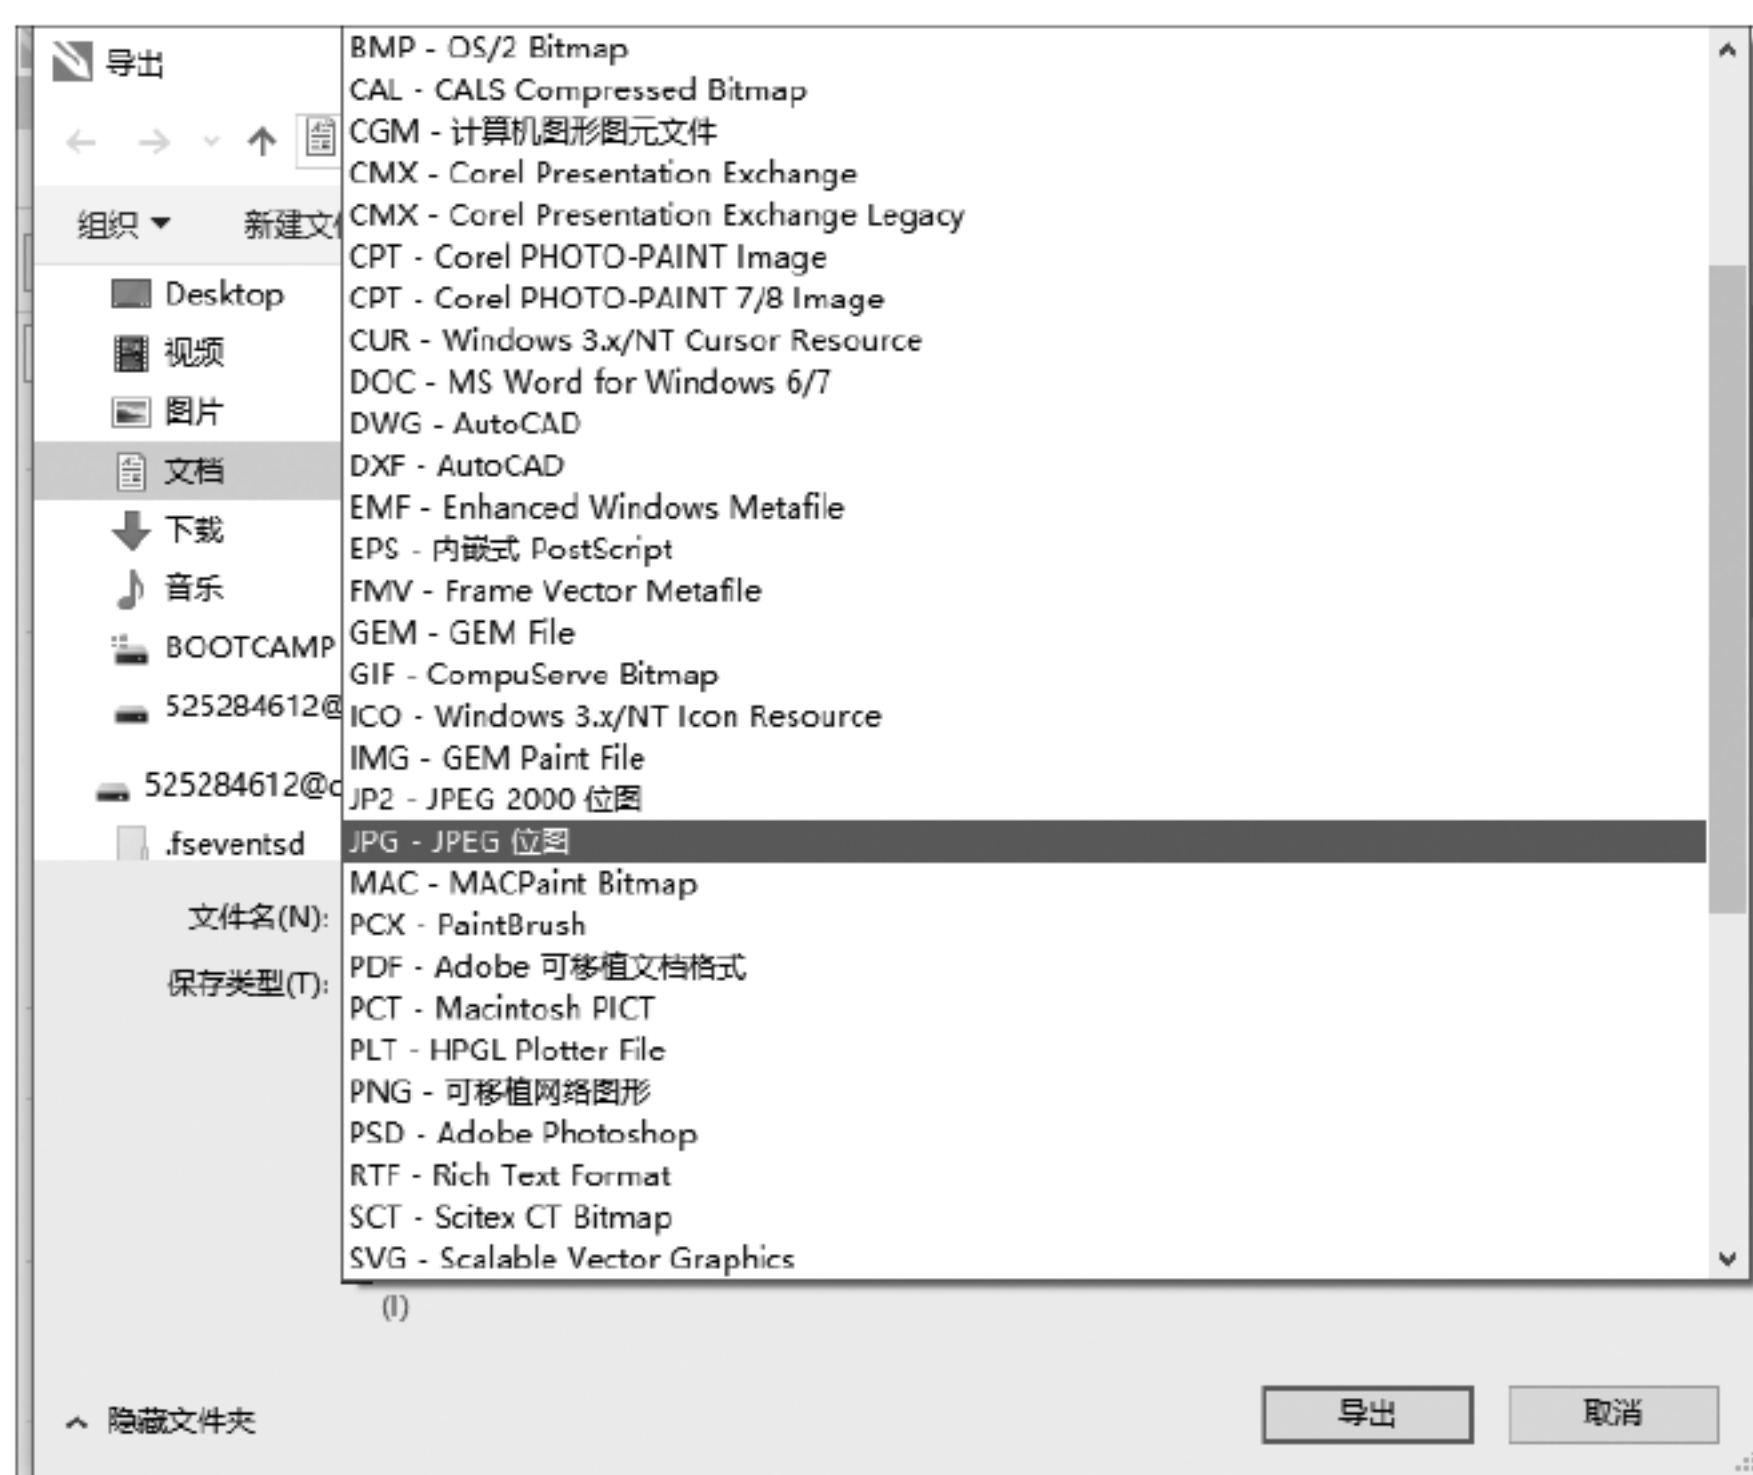 导出
组织
新建文
Desktop
视频
图片
文档
下载
音乐
BOOTCAMP
525284612@
525284612@
.fseventsd
BMP - OS/2 Bitmap
CAL - CALS Compressed Bitmap
CGM - 计算机图形图元文件
CMX - Corel Presentation Exchange
CMX - Corel Presentation Exchange Legacy
CPT - Corel PHOTO-PAINT Image
CPT - Corel PHOTO-PAINT 7/8 Image
CUR - Windows 3.x/NT Cursor Resource
DOC - MS Word for Windows 6/7
DWG - AutoCAD
DXF - AutoCAD
EMF - Enhanced Windows Metafile
EPS - 内嵌式 PostScript
FMV - Frame Vector Metafile
GEM - GEM File
GIF - CompuServe Bitmap
ICO - Windows 3.x/NT Icon Resource
IMG - GEM Paint File
JP2 - JPEG 2000 位图
JPG - JPEG 位图
MAC - MACPaint Bitmap
PCX - PaintBrush
PDF - Adobe 可移植文档格式
PCT - Macintosh PICT
PLT - HPGL Plotter File
PNG - 可移植网络图形
PSD - Adobe Photoshop
RTF - Rich Text Format
SCT - Scitex CT Bitmap
SVG - Scalable Vector Graphics
文件名(N):
保存类型(T):
(I)
隐藏文件夹
导出
取消